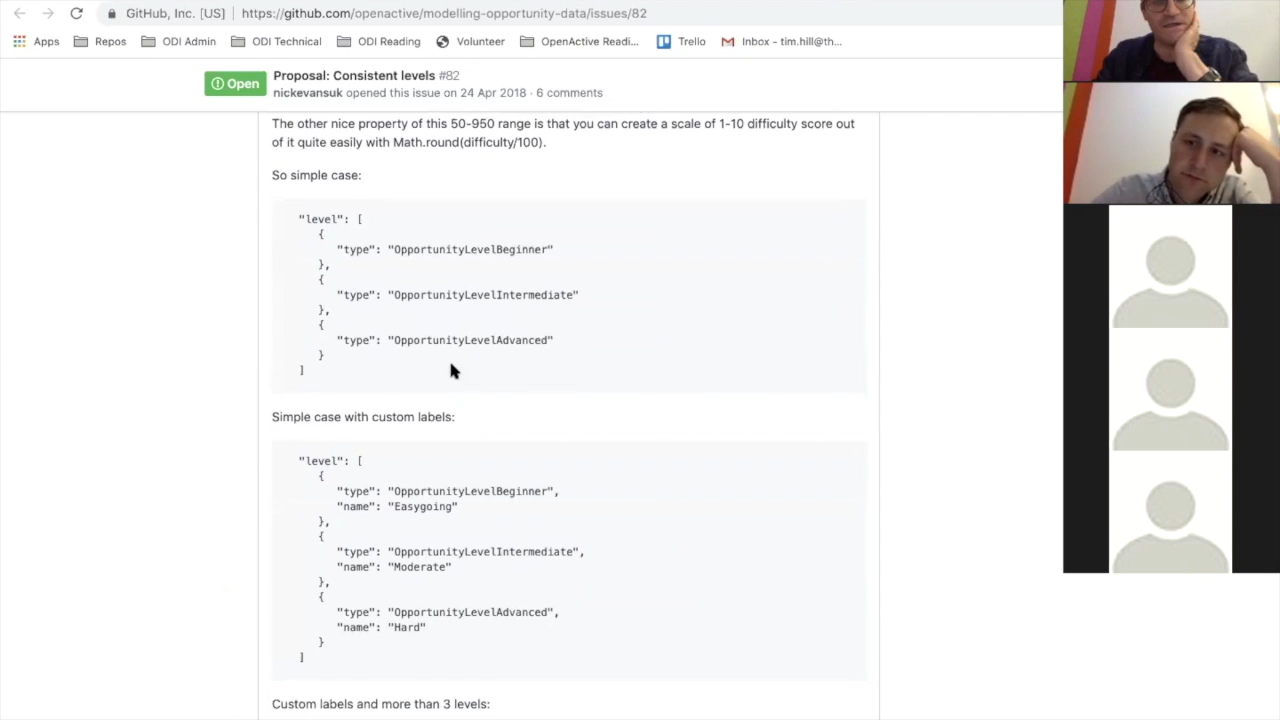 GitHub, Inc. [US] | https://github.com/openactive/modelling-opportunity-data/issues/82
Apps Repos ODI Admin ODI Technical ODI Reading Volunteer OpenActive Readi... Trello Inbox - tim.hill@th...
Open
Proposal: Consistent levels #82
nickevansuk opened this issue on 24 Apr 2018 · 6 comments
The other nice property of this 50-950 range is that you can create a scale of 1-10 difficulty score out
of it quite easily with Math.round(difficulty/100).
So simple case:
"level": [
{
"type": "OpportunityLevelBeginner"
},
{
"type": "OpportunityLevelIntermediate"
},
{
"type": "OpportunityLevelAdvanced"
}
]
Simple case with custom labels:
"level": [
{
"type": "OpportunityLevelBeginner",
"name": "Easygoing"
},
{
"type": "OpportunityLevelIntermediate",
"name": "Moderate"
},
{
"type": "OpportunityLevelAdvanced",
"name": "Hard"
}
]
Custom labels and more than 3 levels: